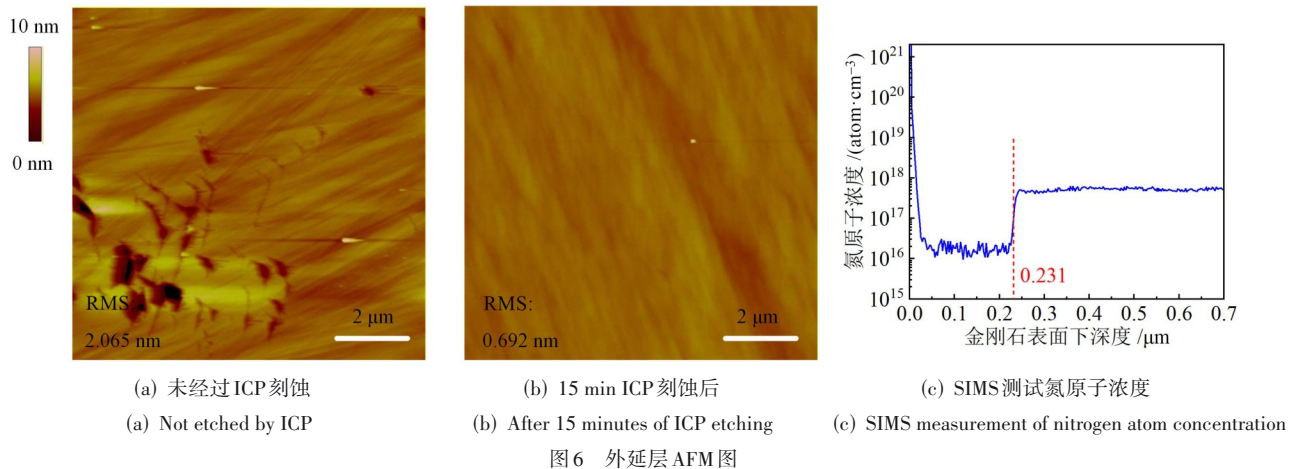 10 nm
0 nm
RMS:
2.065 nm
2 μm
RMS:
0.692 nm
2 μm
氮原子浓度 /(atom·cm⁻³)
10²¹
10²⁰
10¹⁹
10¹⁸
10¹⁷
10¹⁶
10¹⁵
0.231
0.0 0.1 0.2 0.3 0.4 0.5 0.6 0.7
金刚石表面下深度 /μm
(a) 未经过ICP刻蚀
(a) Not etched by ICP
(b) 15 min ICP刻蚀后
(b) After 15 minutes of ICP etching
(c) SIMS测试氮原子浓度
(c) SIMS measurement of nitrogen atom concentration
图6 外延层AFM图